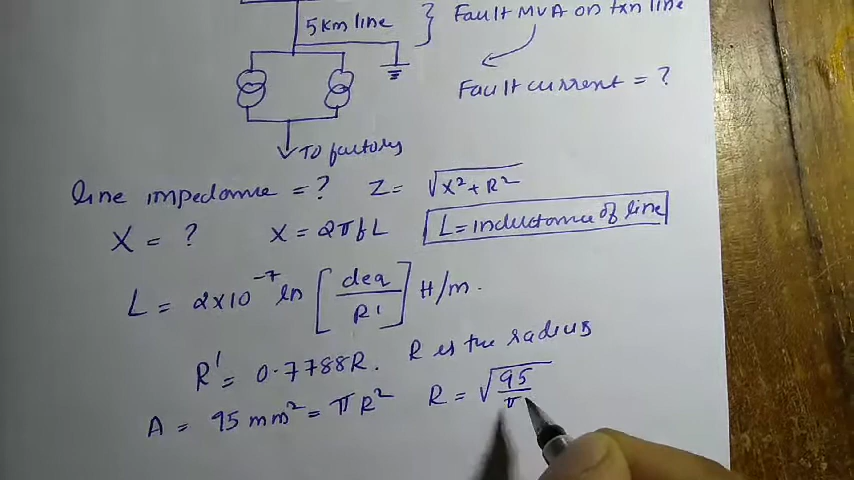 5km line } Fault MVA on txn line
Fault current = ?
To factory
line impedance = ? Z = √X²+R²
X = ? X = 2πfL L = inductance of line
L = 2×10⁻⁷ ln [deq/R'] H/m.
R' = 0.7788R. R is the radius
A = 95 mm² = πR² R = √95/π